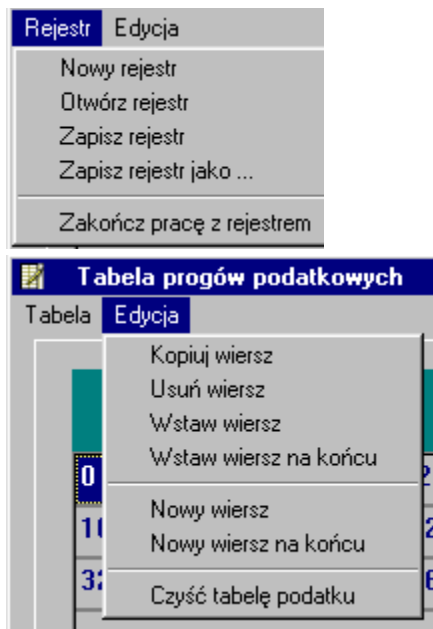 Rejestr Edycja
Nowy rejestr
Otwórz rejestr
Zapisz rejestr
Zapisz rejestr jako ...
Zakończ pracę z rejestrem
Tabela progów podatkowych
Tabela Edycja
Kopiuj wiersz
Usuń wiersz
Wstaw wiersz
Wstaw wiersz na końcu
0
Nowy wiersz
Nowy wiersz na końcu
Czyść tabelę podatku